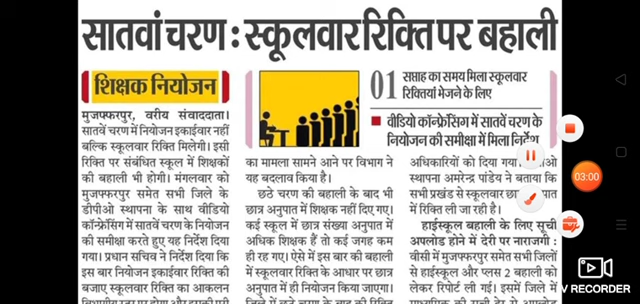 सातवां चरण : स्कूलवार रिक्ति पर बहाली
शिक्षक नियोजन
मुजफ्फरपुर, वरीय संवाददाता।
सातवें चरण में नियोजन इकाईवार नहीं
बल्कि स्कूलवार रिक्ति मिलेगी। इसी
रिक्ति पर संबंधित स्कूल में शिक्षकों
की बहाली भी होगी। मंगलवार को
मुजफ्फरपुर समेत सभी जिले के
डीपीओ स्थापना के साथ वीडियो
कॉन्फ्रेंसिंग में सातवें चरण के नियोजन
की समीक्षा करते हुए यह निर्देश दिया
गया। प्रधान सचिव ने निर्देश दिया कि
इस बार नियोजन इकाईवार रिक्ति की
बजाए स्कूलवार रिक्ति का आकलन
का मामला सामने आने पर विभाग ने
यह बदलाव किया है।
छठे चरण की बहाली के बाद भी
छात्र अनुपात में शिक्षक नहीं दिए गए।
कई स्कूल में छात्र संख्या अनुपात में
अधिक शिक्षक हैं तो कई जगह कम
ही रह गए। ऐसे में इस बार की बहाली
में स्कूलवार रिक्ति के आधार पर छात्र
अनुपात में ही नियोजन किया जाएगा।
01 सप्ताह का समय मिला स्कूलवार
रिक्तियां भेजने के लिए
वीडियो कॉन्फ्रेंसिंग में सातवें चरण के
नियोजन की समीक्षा में मिला निर्देश
अधिकारियों को दिया गया।
स्थापना अमरेन्द्र पांडेय ने बताया कि
सभी प्रखंड से स्कूलवार
में रिक्ति ली जा रही है।
हाईस्कूल बहाली के लिए सूची
अपलोड होने में देरी पर नाराजगी :
वीसी में मुजफ्फरपुर समेत सभी जिलों
से हाईस्कूल और प्लस 2 बहाली को
लेकर रिपोर्ट ली गई। इसमें जिले में
03:00
V RECORDER